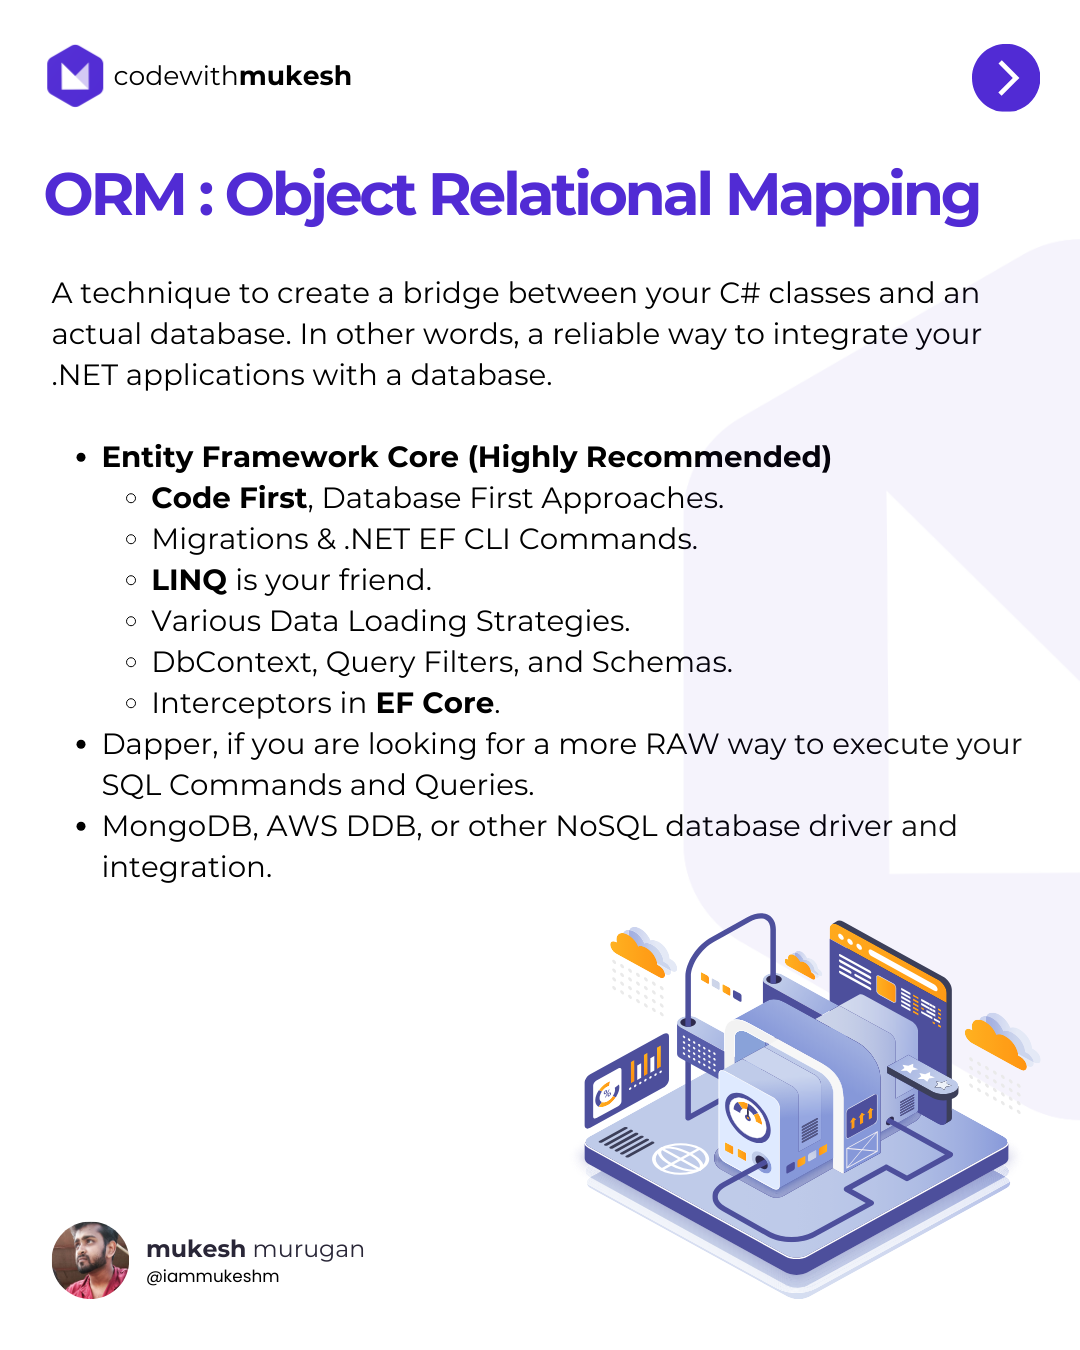 codewithmukesh
ORM : Object Relational Mapping
A technique to create a bridge between your C# classes and an
actual database. In other words, a reliable way to integrate your
.NET applications with a database.
• Entity Framework Core (Highly Recommended)
◦ Code First, Database First Approaches.
◦ Migrations & .NET EF CLI Commands.
◦ LINQ is your friend.
◦ Various Data Loading Strategies.
◦ DbContext, Query Filters, and Schemas.
◦ Interceptors in EF Core.
• Dapper, if you are looking for a more RAW way to execute your
SQL Commands and Queries.
• MongoDB, AWS DDB, or other NoSQL database driver and
integration.
%
mukesh murugan
@iammukeshm